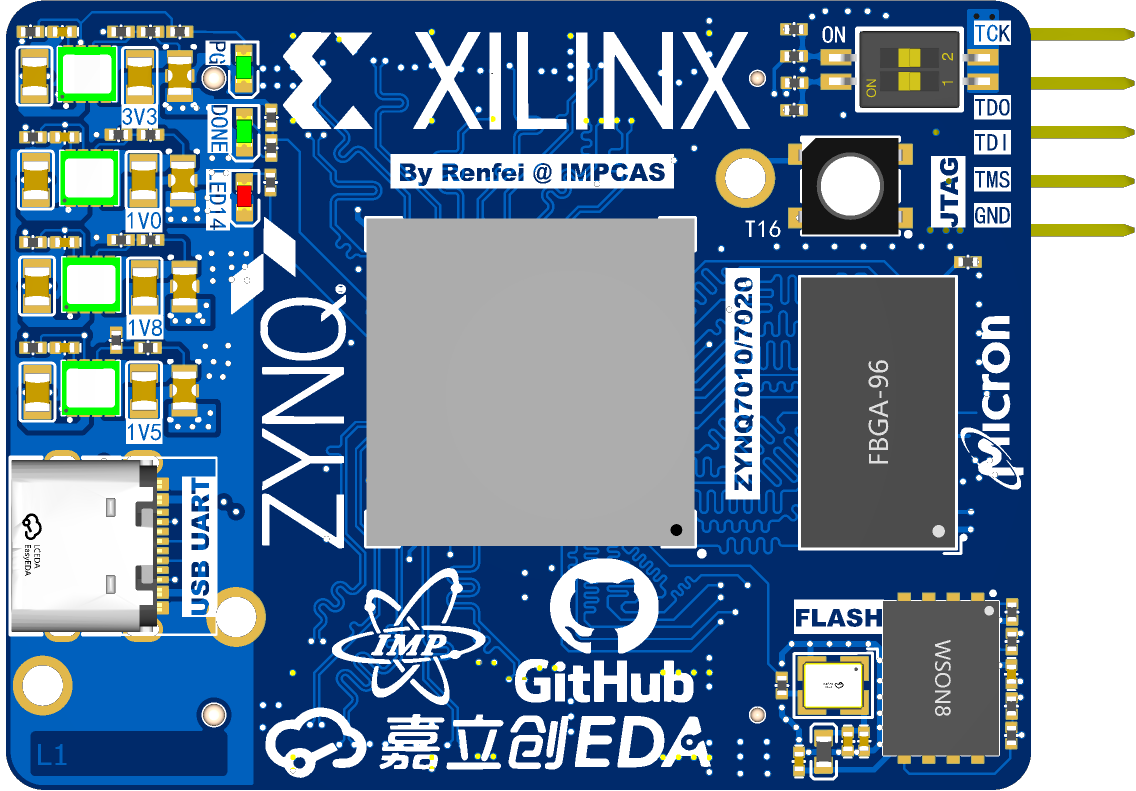 PG
XILINX
ON
2
1
ON
TCK
TDO
TDI
TMS
GND
JTAG
3V3
DONE
By Renfei @ IMPCAS
LED14
1V0
T16
1V8
ZYNQ
ZYNQ7010/7020
FBGA-96
Micron
1V5
USB UART
LCEDA
EasyEDA
IMP
GitHub
FLASH
WSON8
嘉立创EDA
L1